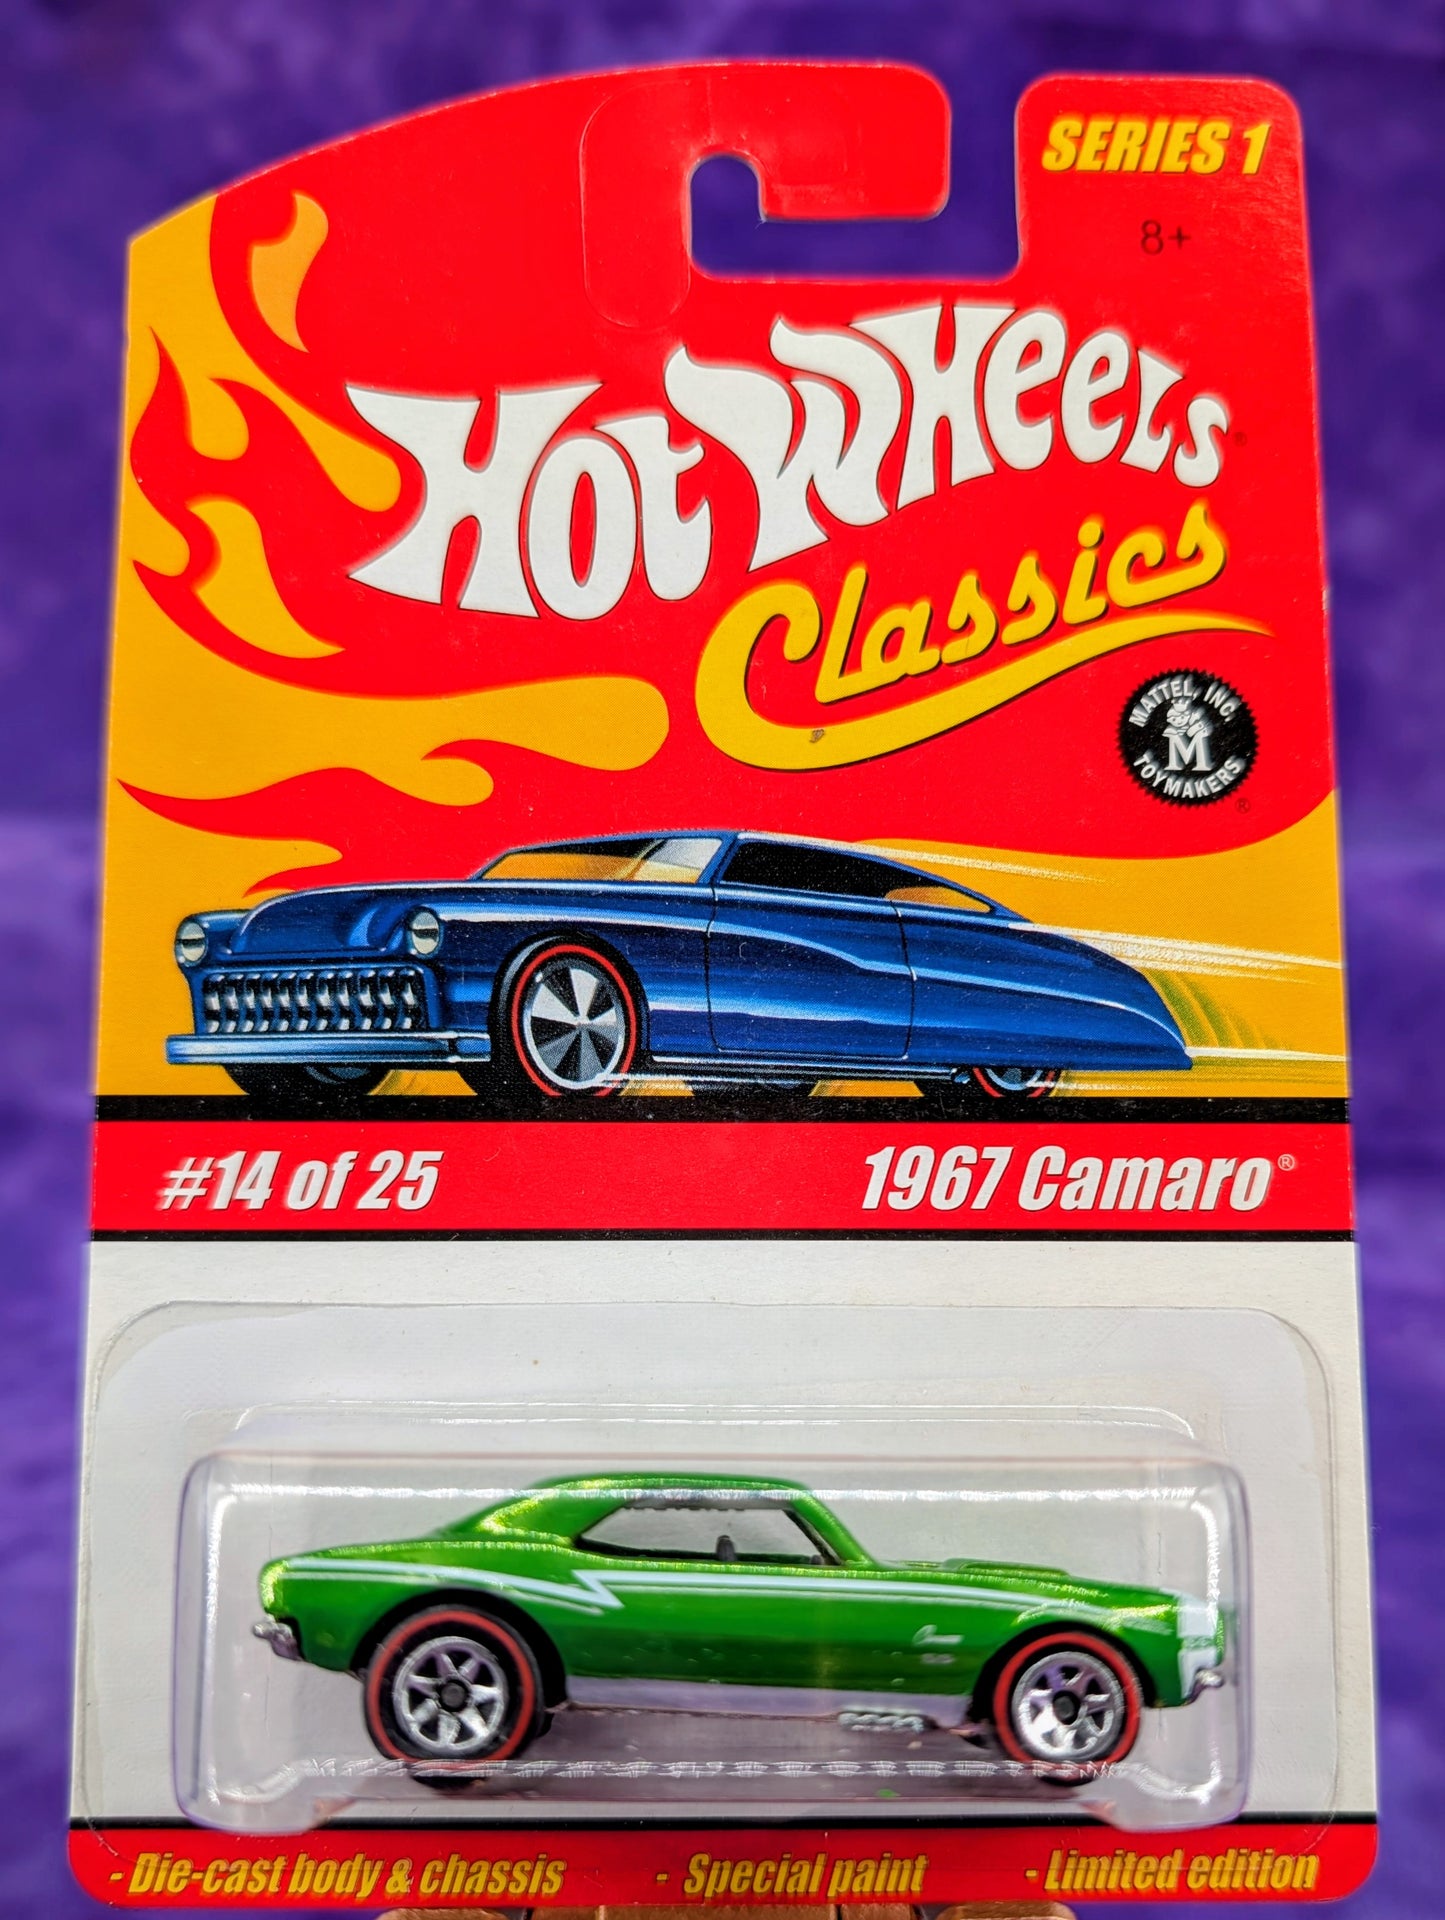 SERIES 1
8+
Hot Wheels®
Classics
MATTEL, INC.
M
TOYMAKERS®
#14 of 25
1967 Camaro®
Camaro
- Die-cast body & chassis - Special paint - Limited edition